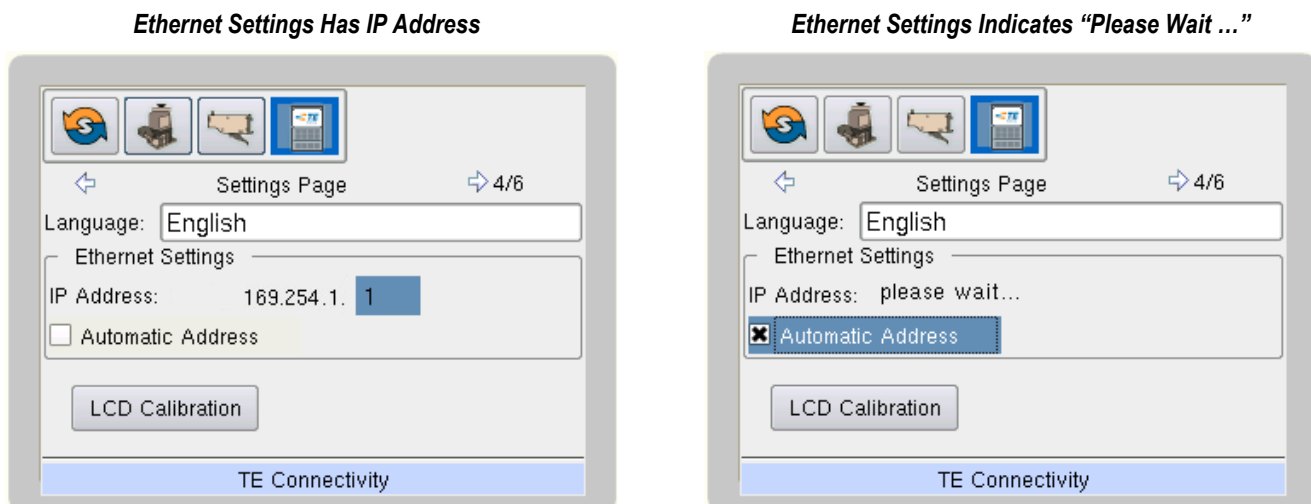 Ethernet Settings Has IP Address
S
TE
Settings Page 4/6
Language: English
Ethernet Settings
IP Address: 169.254.1. 1
Automatic Address
LCD Calibration
TE Connectivity
Ethernet Settings Indicates “Please Wait …”
S
TE
Settings Page 4/6
Language: English
Ethernet Settings
IP Address: please wait...
Automatic Address
LCD Calibration
TE Connectivity